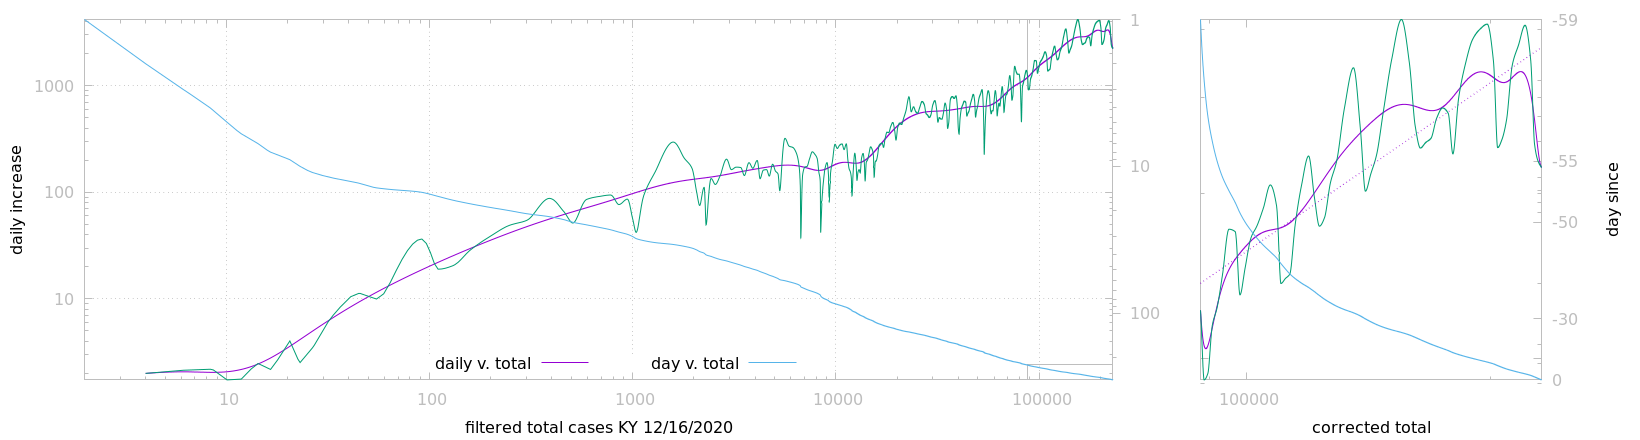 1 -59
1000
10 -55
100
-50
10
100 -30
daily v. total day v. total
0
10 100 1000 10000 100000 100000
filtered total cases KY 12/16/2020 corrected total
daily increase
day since